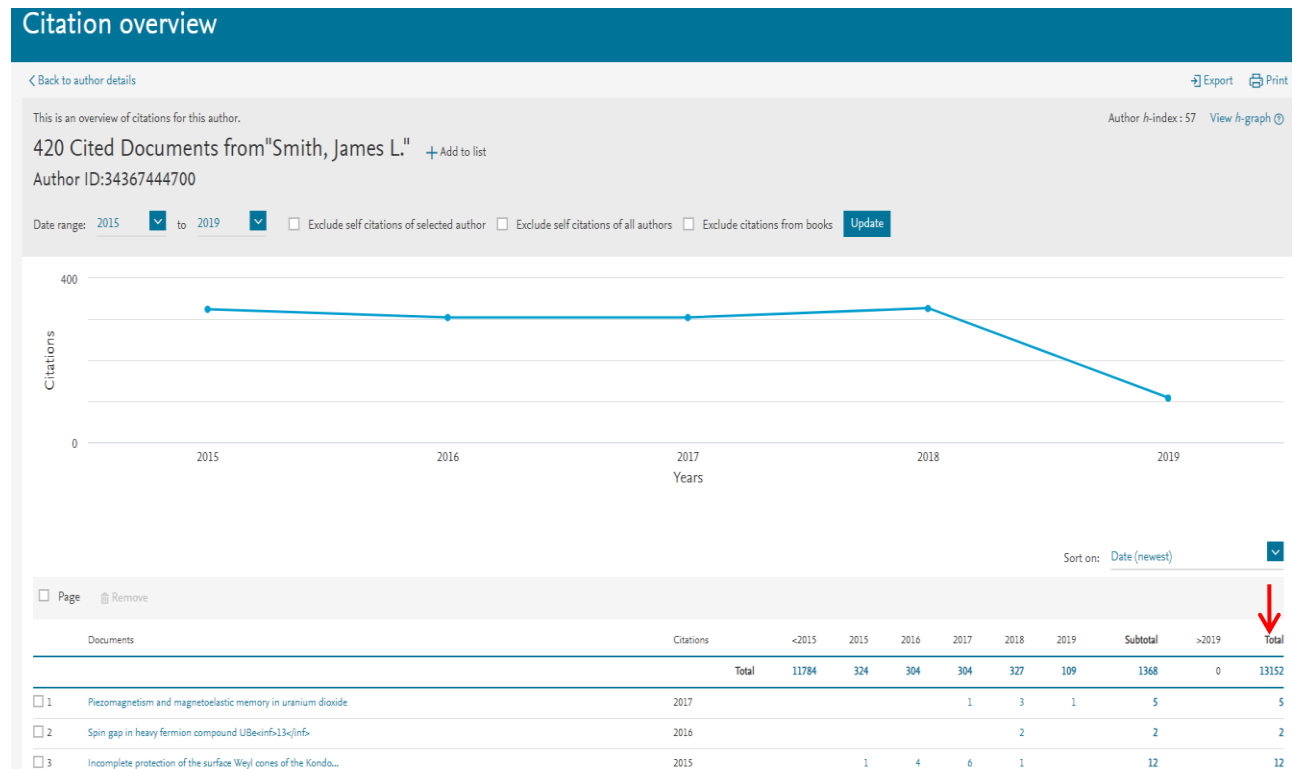 Citation overview
Back to author details
Export Print
This is an overview of citations for this author.
Author h-index : 57 View h-graph
420 Cited Documents from"Smith, James L." +Add to list
Author ID:34367444700
Date range: 2015 to 2019 Exclude self citations of selected author Exclude self citations of all authors Exclude citations from books Update
400
Citations
0
2015 2016 2017 2018 2019
Years
Sort on: Date (newest)
Page Remove
Documents Citations <2015 2015 2016 2017 2018 2019 Subtotal >2019 Total
Total 11784 324 304 304 327 109 1368 0 13152
1 Piezomagnetism and magnetoelastic memory in uranium dioxide 2017 1 3 1 5 5
2 Spin gap in heavy fermion compound UBe<inf>13</inf> 2016 2 2 2
3 Incomplete protection of the surface Weyl cones of the Kondo... 2015 1 4 6 1 12 12